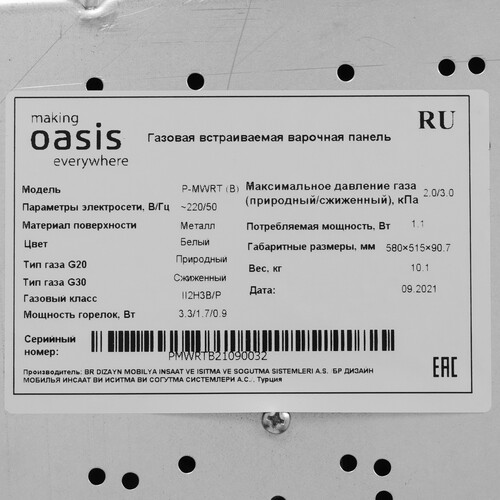 making
oasis
everywhere
Газовая встраиваемая варочная панель
RU
Модель P-MWRT (B)
Параметры электросети, В/Гц ~220/50
Материал поверхности Металл
Цвет Белый
Тип газа G20 Природный
Тип газа G30 Сжиженный
Газовый класс II2H3B/P
Мощность горелок, Вт 3.3/1.7/0.9
Максимальное давление газа
(природный/сжиженный), кПа 2.0/3.0
Потребляемая мощность, Вт 1.1
Габаритные размеры, мм 580×515×90.7
Вес, кг 10.1
Дата: 09.2021
Серийный
номер:
PMWRTB21090032
Производитель: BR DIZAYN MOBILYA INSAAT VE ISITMA VE SOGUTMA SISTEMLERI A.S. /БР ДИЗАЙН
МОБИЛЬЯ ИНСААТ ВИ ИСИТМА ВИ СОГУТМА СИСТЕМЛЕРИ А.С., Турция
EAC